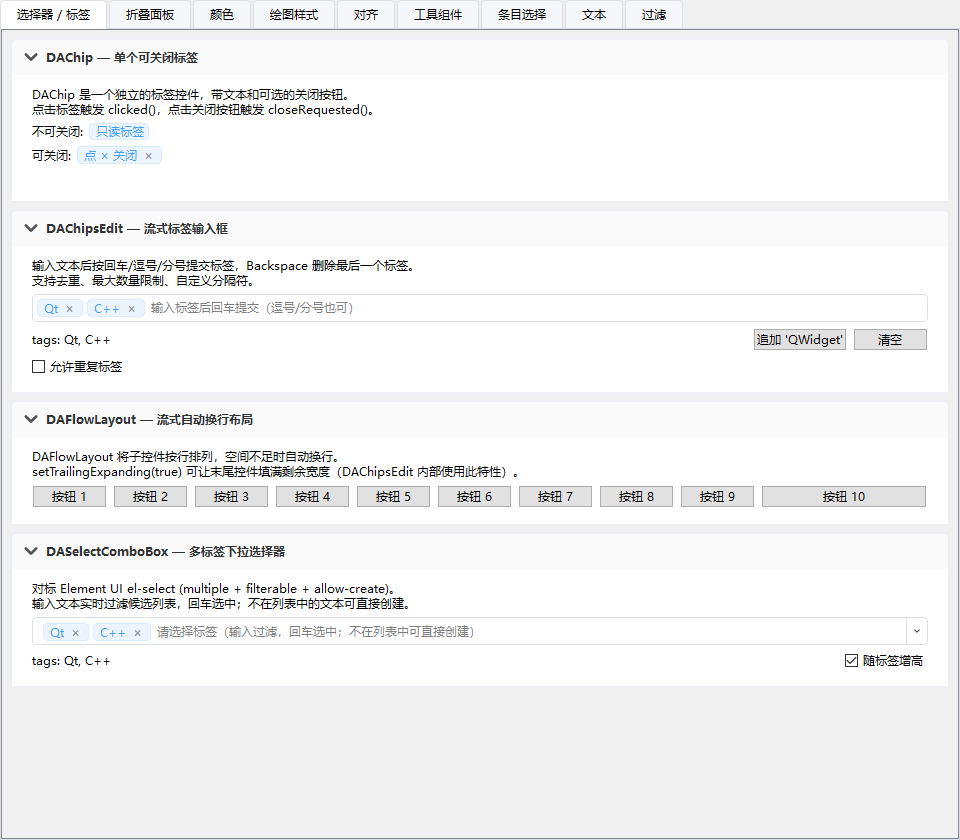 选择器 / 标签 折叠面板 颜色 绘图样式 对齐 工具组件 条目选择 文本 过滤
DAChip — 单个可关闭标签
DAChip 是一个独立的标签控件，带文本和可选的关闭按钮。
点击标签触发 clicked()，点击关闭按钮触发 closeRequested()。
不可关闭: 只读标签
可关闭: 点 × 关闭 ×
DAChipsEdit — 流式标签输入框
输入文本后按回车/逗号/分号提交标签，Backspace 删除最后一个标签。
支持去重、最大数量限制、自定义分隔符。
Qt × C++ × 输入标签后回车提交（逗号/分号也可）
tags: Qt, C++ 追加 'QWidget' 清空
允许重复标签
DAFlowLayout — 流式自动换行布局
DAFlowLayout 将子控件按行排列，空间不足时自动换行。
setTrailingExpanding(true) 可让末尾控件填满剩余宽度（DAChipsEdit 内部使用此特性）。
按钮 1 按钮 2 按钮 3 按钮 4 按钮 5 按钮 6 按钮 7 按钮 8 按钮 9 按钮 10
DASelectComboBox — 多标签下拉选择器
对标 Element UI el-select (multiple + filterable + allow-create)。
输入文本实时过滤候选列表，回车选中；不在列表中的文本可直接创建。
Qt × C++ × 请选择标签（输入过滤，回车选中；不在列表中可直接创建）
tags: Qt, C++ 随标签增高